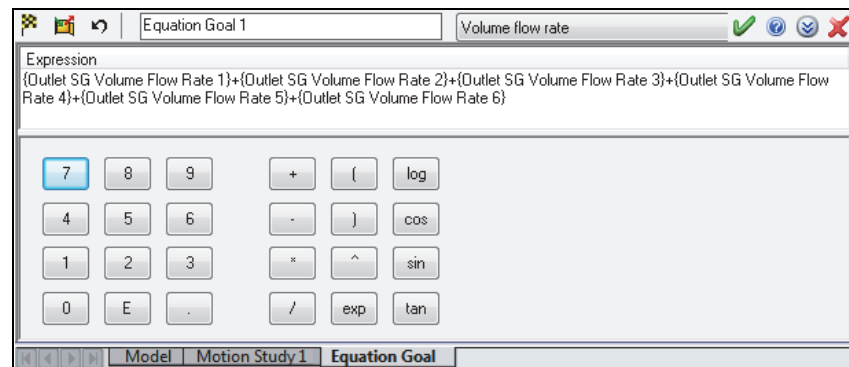 Equation Goal 1 Volume flow rate
Expression
{Outlet SG Volume Flow Rate 1}+{Outlet SG Volume Flow Rate 2}+{Outlet SG Volume Flow Rate 3}+{Outlet SG Volume Flow
Rate 4}+{Outlet SG Volume Flow Rate 5}+{Outlet SG Volume Flow Rate 6}
7 8 9 + ( log
4 5 6 - ) cos
1 2 3 * ^ sin
0 E . / exp tan
Model Motion Study 1 Equation Goal